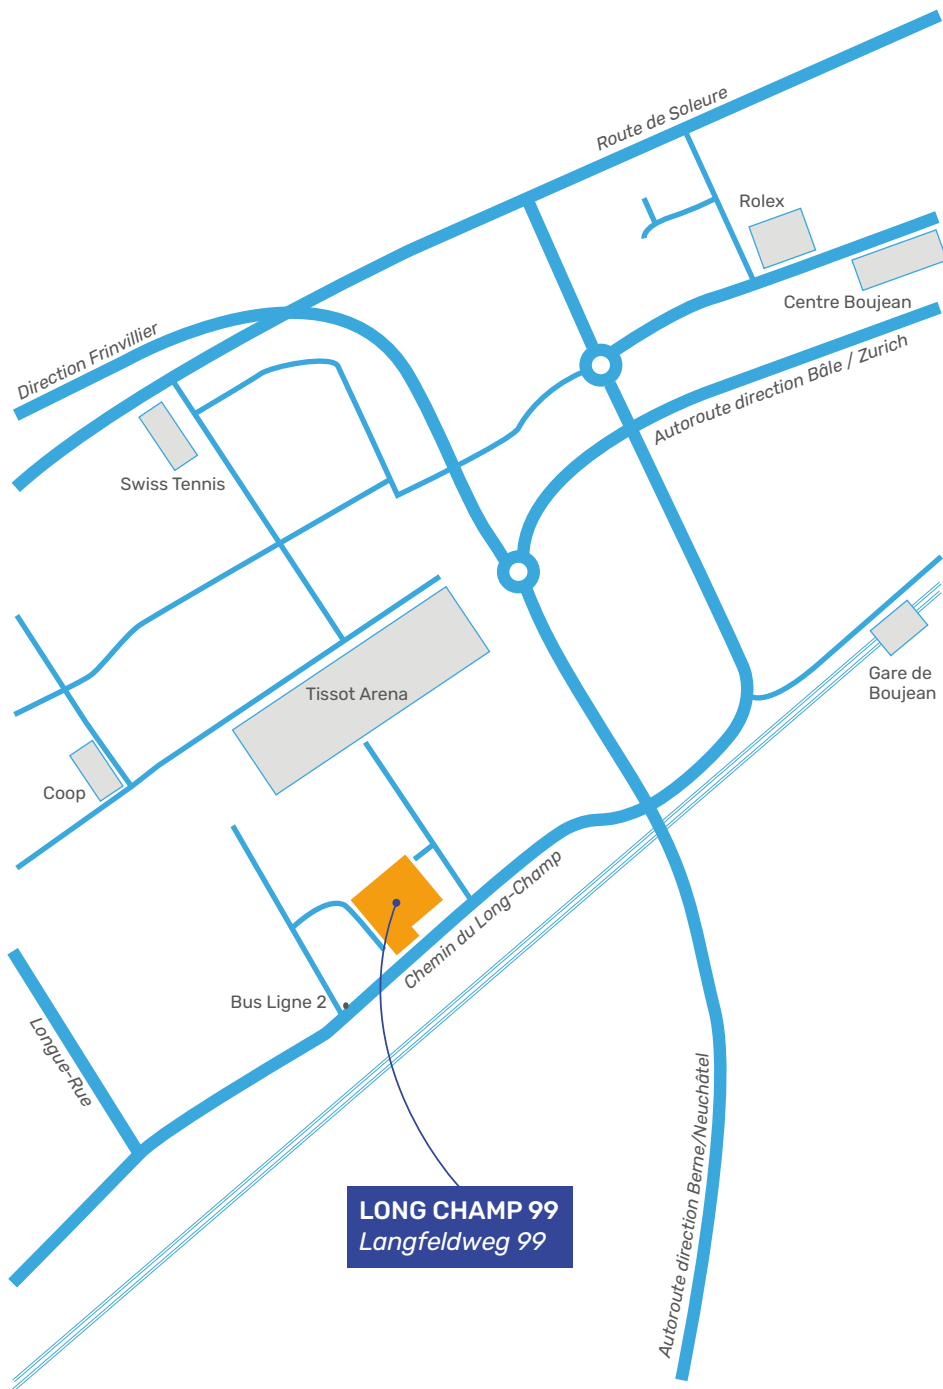 Route de Soleure
Rolex
Centre Boujean
Direction Frinvillier
Autoroute direction Bâle / Zurich
Swiss Tennis
Gare de
Boujean
Tissot Arena
Coop
Chemin du Long-Champ
Bus Ligne 2
Longue-Rue
Autoroute direction Berne/Neuchâtel
LONG CHAMP 99
Langfeldweg 99